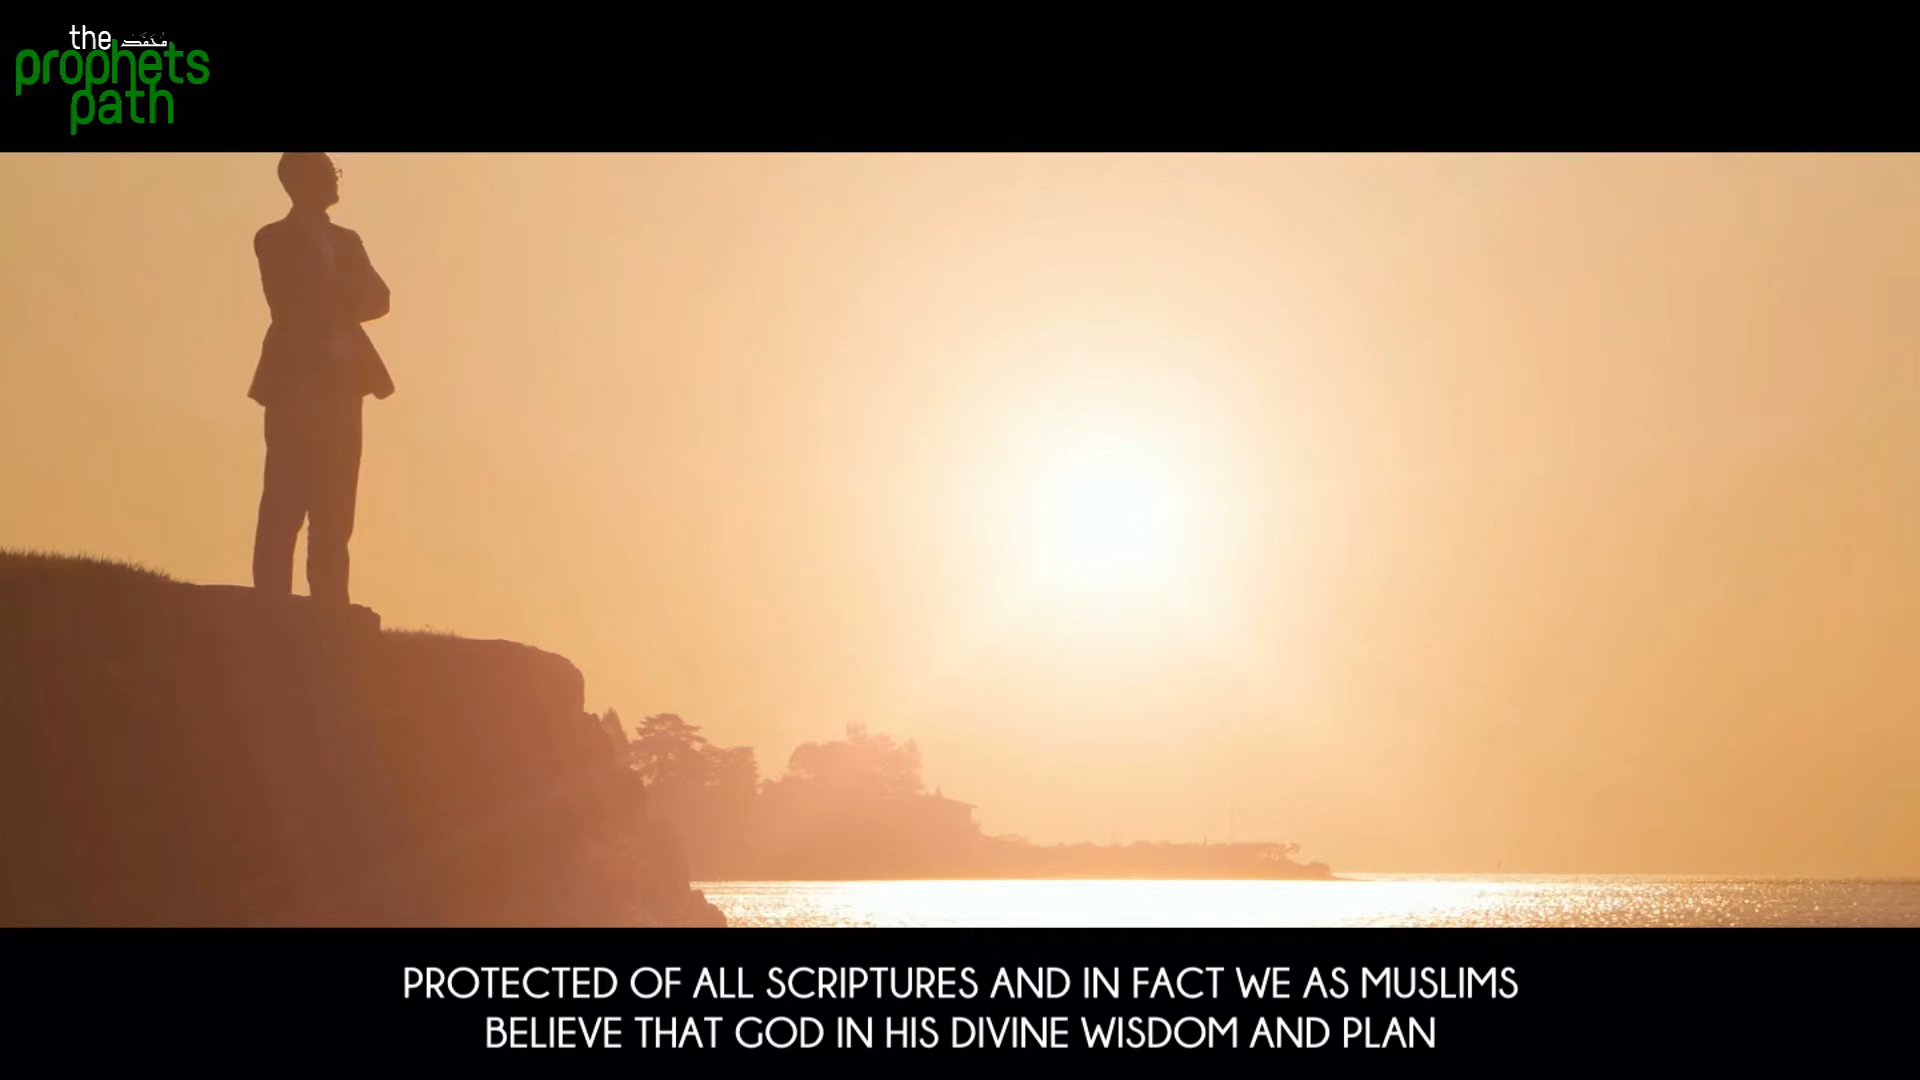 the مُحَمَّد
prophets
path
PROTECTED OF ALL SCRIPTURES AND IN FACT WE AS MUSLIMS
BELIEVE THAT GOD IN HIS DIVINE WISDOM AND PLAN